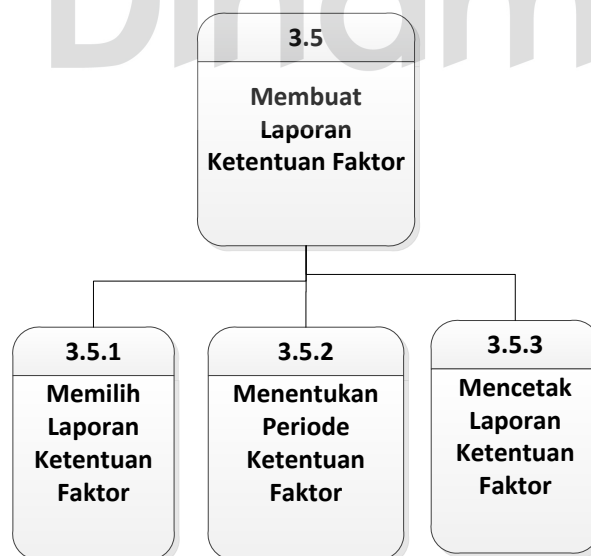 Dinam
3.5
Membuat
Laporan
Ketentuan Faktor
3.5.1
Memilih
Laporan
Ketentuan
Faktor
3.5.2
Menentukan
Periode
Ketentuan
Faktor
3.5.3
Mencetak
Laporan
Ketentuan
Faktor